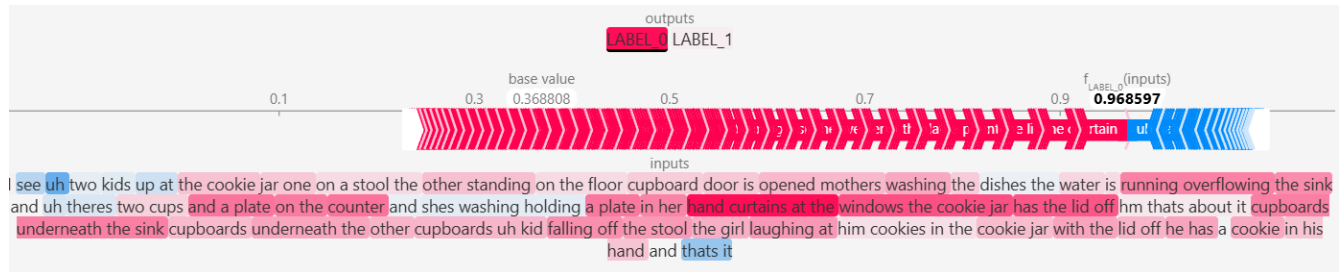 outputs
LABEL_0 LABEL_1
base value f LABEL_0 (inputs)
0.1 0.3 0.368808 0.5 0.7 0.9 0.968597
inputs
I see uh two kids up at the cookie jar one on a stool the other standing on the floor cupboard door is opened mothers washing the dishes the water is running overflowing the sink
and uh theres two cups and a plate on the counter and shes washing holding a plate in her hand curtains at the windows the cookie jar has the lid off hm thats about it cupboards
underneath the sink cupboards underneath the other cupboards uh kid falling off the stool the girl laughing at him cookies in the cookie jar with the lid off he has a cookie in his
hand and thats it